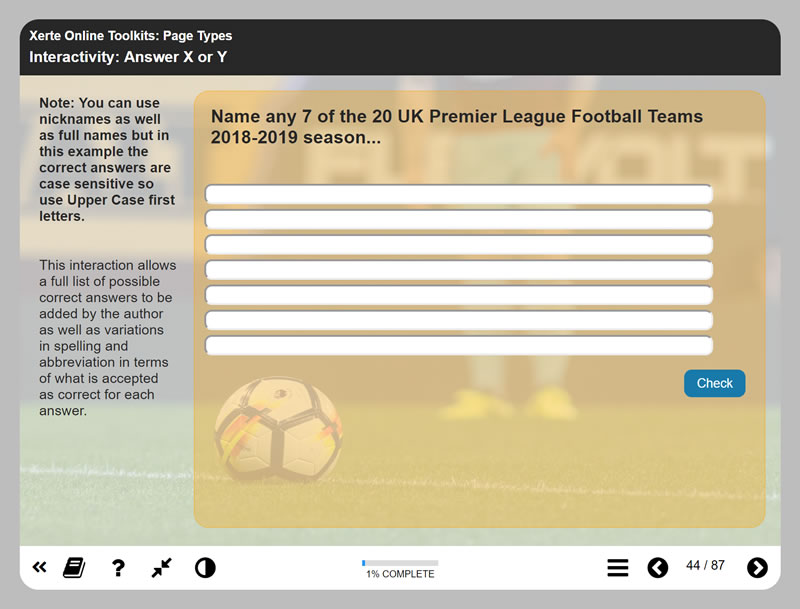 Xerte Online Toolkits: Page Types
Interactivity: Answer X or Y
Note: You can use
nicknames as well
as full names but in
this example the
correct answers are
case sensitive so
use Upper Case first
letters.
This interaction allows
a full list of possible
correct answers to be
added by the author
as well as variations
in spelling and
abbreviation in terms
of what is accepted
as correct for each
answer.
Name any 7 of the 20 UK Premier League Football Teams
2018-2019 season...
Check
1% COMPLETE
44 / 87